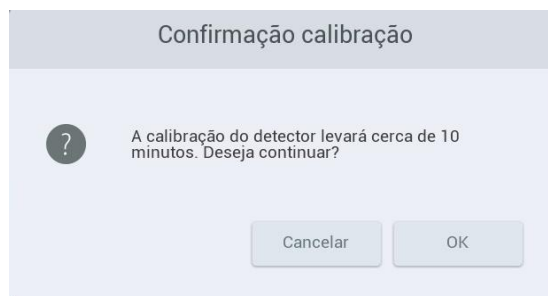 Confirmação calibração
?
A calibração do detector levará cerca de 10
minutos. Deseja continuar?
Cancelar
OK